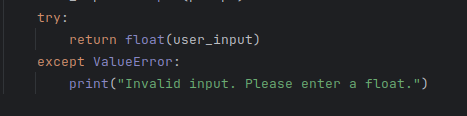 try:
return float(user_input)
except ValueError:
print("Invalid input. Please enter a float.")